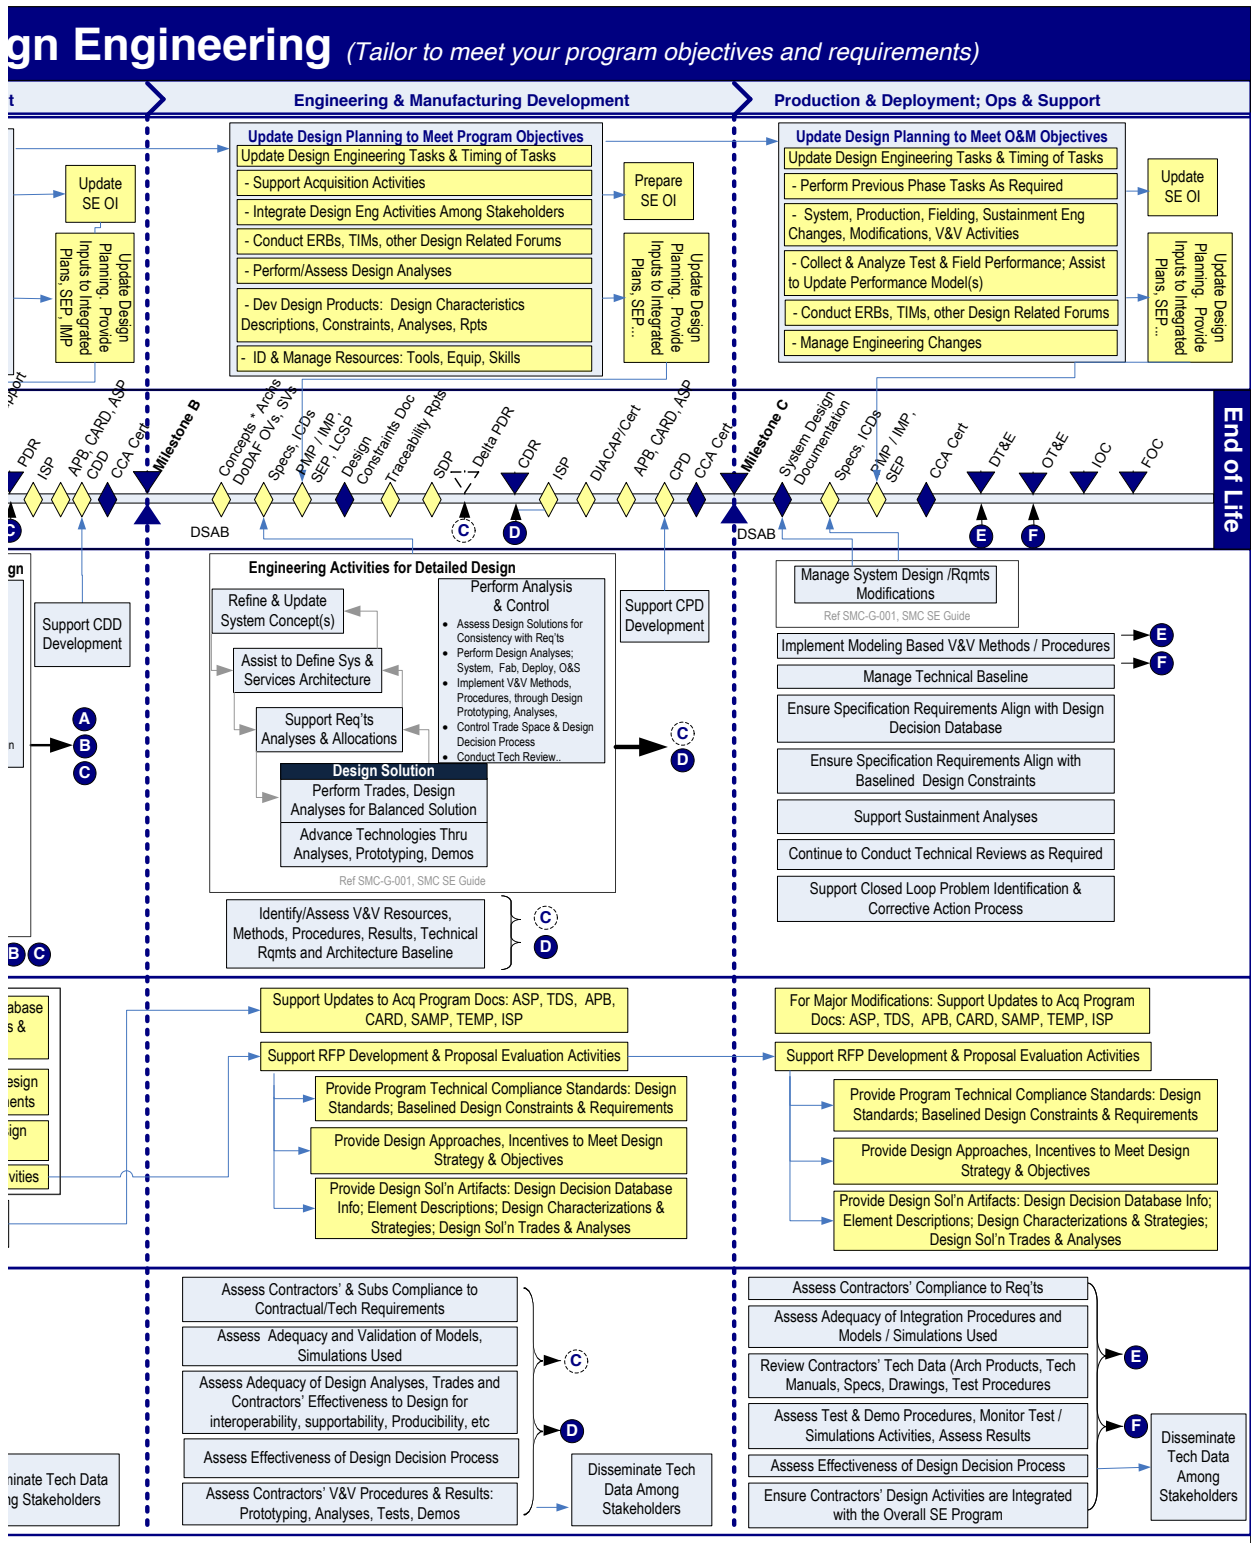 gn Engineering (Tailor to meet your program objectives and requirements)
t
Engineering & Manufacturing Development
Production & Deployment; Ops & Support
Update
SE OI
Update Design
Planning. Provide
Inputs to Integrated
Plans, SEP, IMP
Update Design Planning to Meet Program Objectives
Update Design Engineering Tasks & Timing of Tasks
- Support Acquisition Activities
- Integrate Design Eng Activities Among Stakeholders
- Conduct ERBs, TIMs, other Design Related Forums
- Perform/Assess Design Analyses
- Dev Design Products: Design Characteristics
Descriptions, Constraints, Analyses, Rpts
- ID & Manage Resources: Tools, Equip, Skills
Prepare
SE OI
Update Design
Planning. Provide
Inputs to Integrated
Plans, SEP...
Update Design Planning to Meet O&M Objectives
Update Design Engineering Tasks & Timing of Tasks
- Perform Previous Phase Tasks As Required
- System, Production, Fielding, Sustainment Eng
Changes, Modifications, V&V Activities
- Collect & Analyze Test & Field Performance; Assist
to Update Performance Model(s)
- Conduct ERBs, TIMs, other Design Related Forums
- Manage Engineering Changes
Update
SE OI
Update Design
Planning. Provide
Inputs to Integrated
Plans, SEP...
pport
PDR
ISP
APB, CARD, ASP
CDD
CCA Cert
Milestone B
Concepts * Archs
DoDAF OVs, SVs
Specs, ICDs
PMP / IMP,
SEP, LCSP
Design
Constraints Doc
Traceability Rpts
SDP
Delta PDR
CDR
ISP
DIACAP/Cert
APB, CARD, ASP
CPD
CCA Cert
Milestone C
System Design
Documentation
Specs, ICDs
PMP / IMP,
SEP
CCA Cert
DT&E
OT&E
IOC
FOC
End of Life
C
DSAB
C
D
DSAB
E
F
gn
n
Support CDD
Development
A
B
C
B C
Engineering Activities for Detailed Design
Refine & Update
System Concept(s)
Assist to Define Sys &
Services Architecture
Support Req'ts
Analyses & Allocations
Design Solution
Perform Trades, Design
Analyses for Balanced Solution
Advance Technologies Thru
Analyses, Prototyping, Demos
Perform Analysis
& Control
• Assess Design Solutions for
Consistency with Req'ts
• Perform Design Analyses;
System, Fab, Deploy, O&S
• Implement V&V Methods,
Procedures, through Design
Prototyping, Analyses,
• Control Trade Space & Design
Decision Process
• Conduct Tech Review..
Ref SMC-G-001, SMC SE Guide
Support CPD
Development
C
D
Identify/Assess V&V Resources,
Methods, Procedures, Results, Technical
Rqmts and Architecture Baseline
C
D
Manage System Design /Rqmts
Modifications
Ref SMC-G-001, SMC SE Guide
Implement Modeling Based V&V Methods / Procedures
E
F
Manage Technical Baseline
Ensure Specification Requirements Align with Design
Decision Database
Ensure Specification Requirements Align with
Baselined Design Constraints
Support Sustainment Analyses
Continue to Conduct Technical Reviews as Required
Support Closed Loop Problem Identification &
Corrective Action Process
abase
s &
esign
ents
ign
vities
Support Updates to Acq Program Docs: ASP, TDS, APB,
CARD, SAMP, TEMP, ISP
Support RFP Development & Proposal Evaluation Activities
Provide Program Technical Compliance Standards: Design
Standards; Baselined Design Constraints & Requirements
Provide Design Approaches, Incentives to Meet Design
Strategy & Objectives
Provide Design Sol'n Artifacts: Design Decision Database
Info; Element Descriptions; Design Characterizations &
Strategies; Design Sol'n Trades & Analyses
For Major Modifications: Support Updates to Acq Program
Docs: ASP, TDS, APB, CARD, SAMP, TEMP, ISP
Support RFP Development & Proposal Evaluation Activities
Provide Program Technical Compliance Standards: Design
Standards; Baselined Design Constraints & Requirements
Provide Design Approaches, Incentives to Meet Design
Strategy & Objectives
Provide Design Sol'n Artifacts: Design Decision Database Info;
Element Descriptions; Design Characterizations & Strategies;
Design Sol'n Trades & Analyses
minate Tech Data
g Stakeholders
Assess Contractors' & Subs Compliance to
Contractual/Tech Requirements
Assess Adequacy and Validation of Models,
Simulations Used
Assess Adequacy of Design Analyses, Trades and
Contractors' Effectiveness to Design for
interoperability, supportability, Producibility, etc
Assess Effectiveness of Design Decision Process
Assess Contractors' V&V Procedures & Results:
Prototyping, Analyses, Tests, Demos
C
D
Disseminate Tech
Data Among
Stakeholders
Assess Contractors' Compliance to Req'ts
Assess Adequacy of Integration Procedures and
Models / Simulations Used
Review Contractors' Tech Data (Arch Products, Tech
Manuals, Specs, Drawings, Test Procedures
Assess Test & Demo Procedures, Monitor Test /
Simulations Activities, Assess Results
Assess Effectiveness of Design Decision Process
Ensure Contractors' Design Activities are Integrated
with the Overall SE Program
E
F
Disseminate
Tech Data
Among
Stakeholders